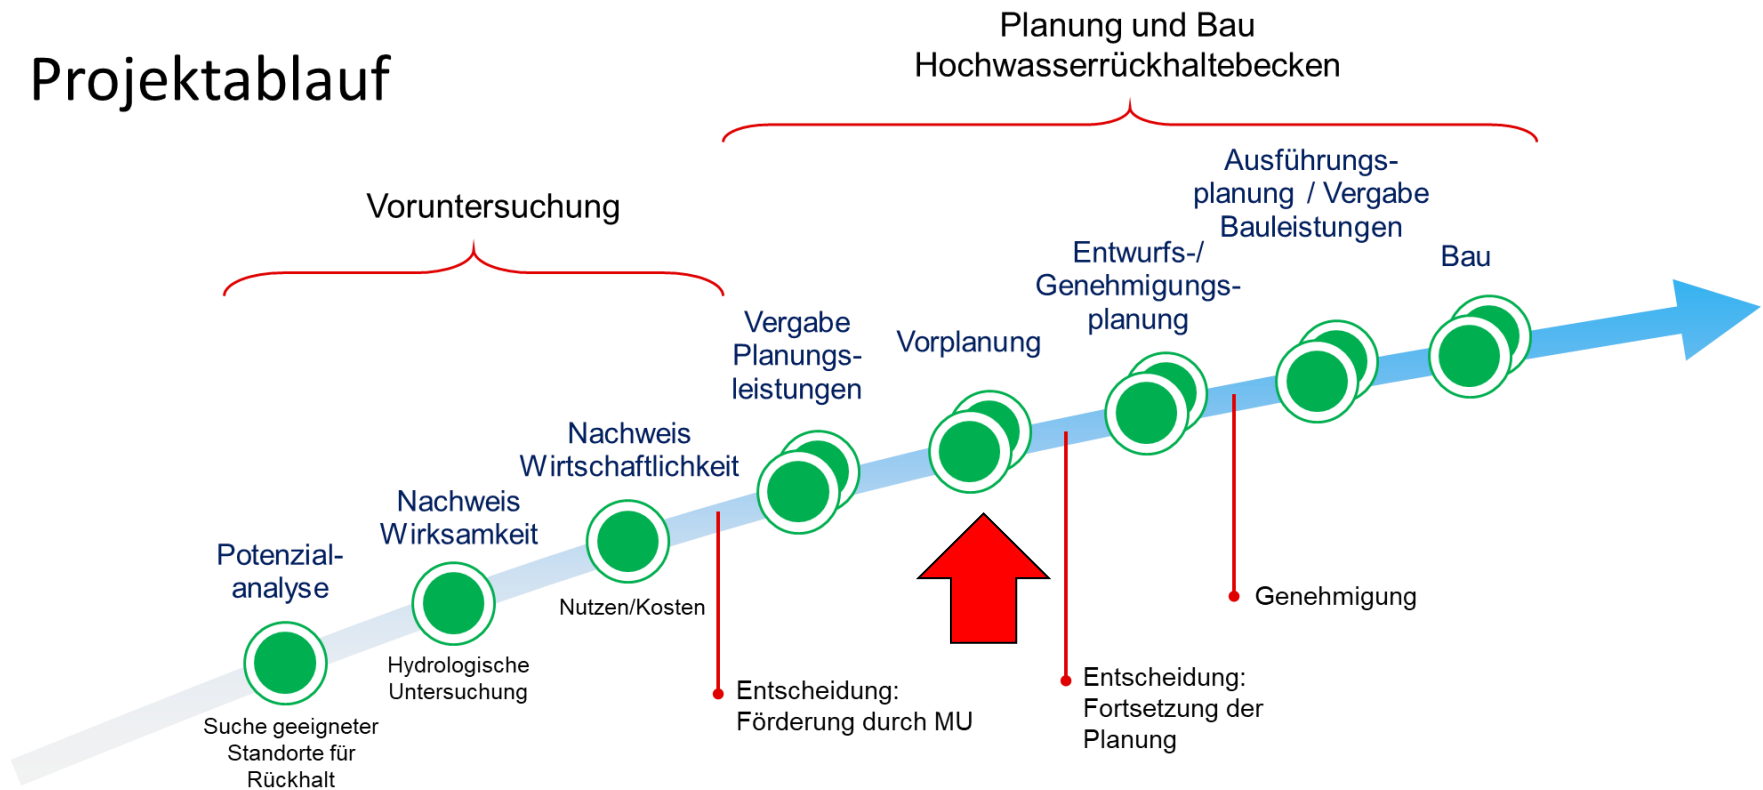 Projektablauf
Planung und Bau
Hochwasserrückhaltebecken
Voruntersuchung
Potenzial-
analyse
Suche geeigneter
Standorte für
Rückhalt
Nachweis
Wirksamkeit
Hydrologische
Untersuchung
Nachweis
Wirtschaftlichkeit
Nutzen/Kosten
Entscheidung:
Förderung durch MU
Vergabe
Planungs-
leistungen
Vorplanung
Entscheidung:
Fortsetzung der
Planung
Entwurfs-/
Genehmigungs-
planung
Genehmigung
Ausführungs-
planung / Vergabe
Bauleistungen
Bau